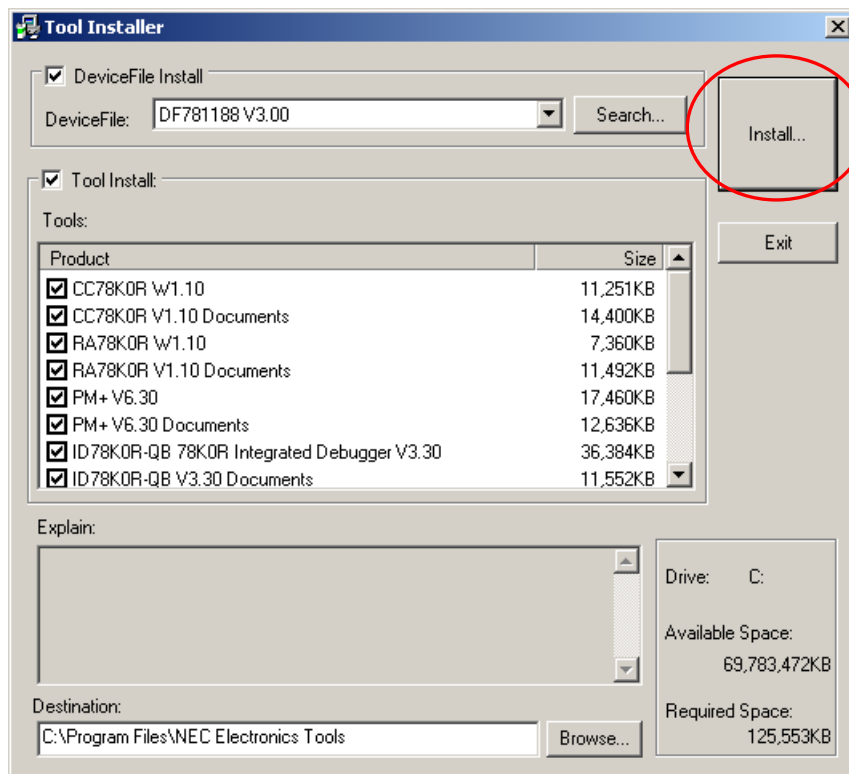 Tool Installer
DeviceFile Install
DeviceFile: DF781188 V3.00 Search...
Install...
Tool Install:
Tools:
Exit
Product Size
CC78K0R W1.10 11,251KB
CC78K0R V1.10 Documents 14,400KB
RA78K0R W1.10 7,360KB
RA78K0R V1.10 Documents 11,492KB
PM+ V6.30 17,460KB
PM+ V6.30 Documents 12,636KB
ID78K0R-QB 78K0R Integrated Debugger V3.30 36,384KB
ID78K0R-QB V3.30 Documents 11,552KB
Explain:
Drive: C:
Available Space:
69,783,472KB
Destination:
C:\Program Files\NEC Electronics Tools Browse...
Required Space:
125,553KB